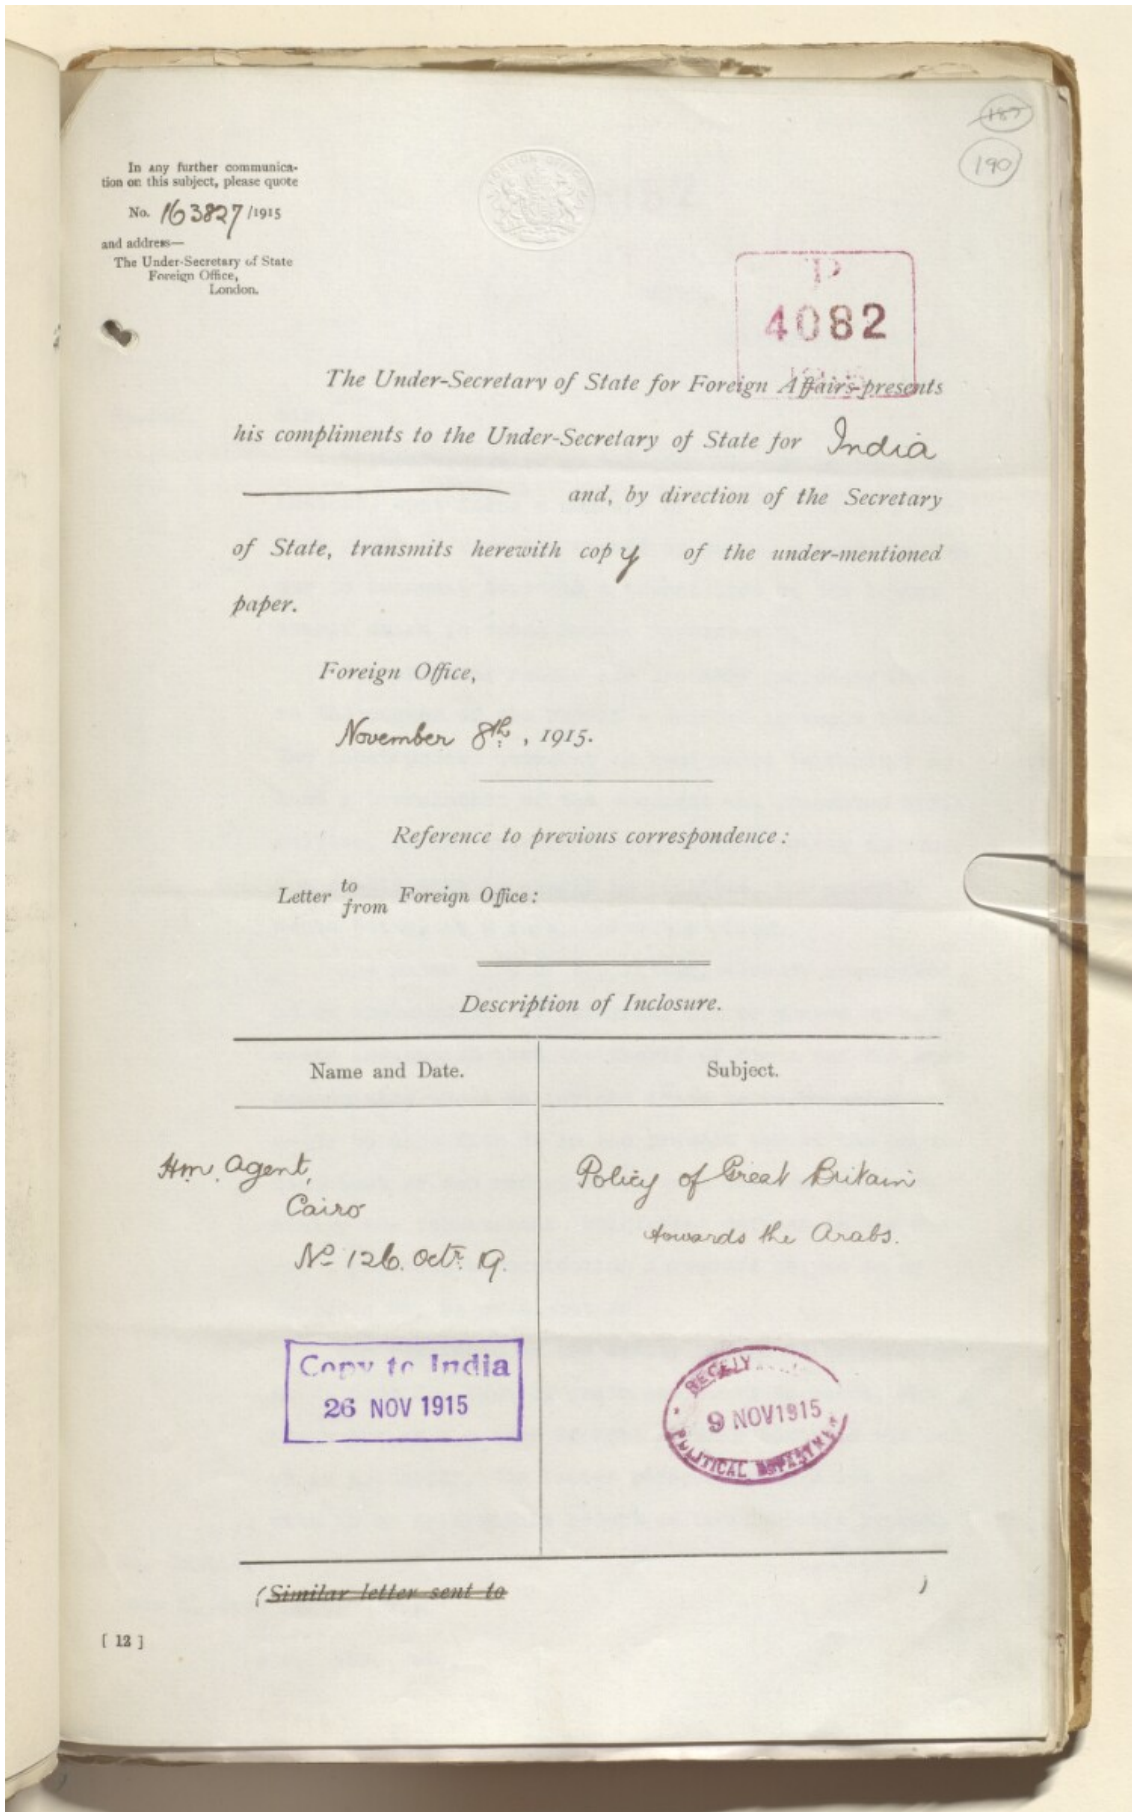 187
190
In any further communica-
tion on this subject, please quote
No. 163827/1915
and address—
The Under-Secretary of State
Foreign Office,
London.
FOREIGN OFFICE
P
4082
The Under-Secretary of State for Foreign Affairs presents
his compliments to the Under-Secretary of State for India
and, by direction of the Secretary
of State, transmits herewith copy of the under-mentioned
paper.
Foreign Office,
November 8th, 1915.
Reference to previous correspondence:
Letter to
from Foreign Office:
Description of Inclosure.
Name and Date.
Subject.
Hm. Agent,
Cairo
No 126. Octr. 19.
Policy of Great Britain
towards the Arabs.
Copy to India
26 NOV 1915
9 NOV 1915
POLITICAL DEPARTMEN
(Similar letter sent to )
[ 12 ]